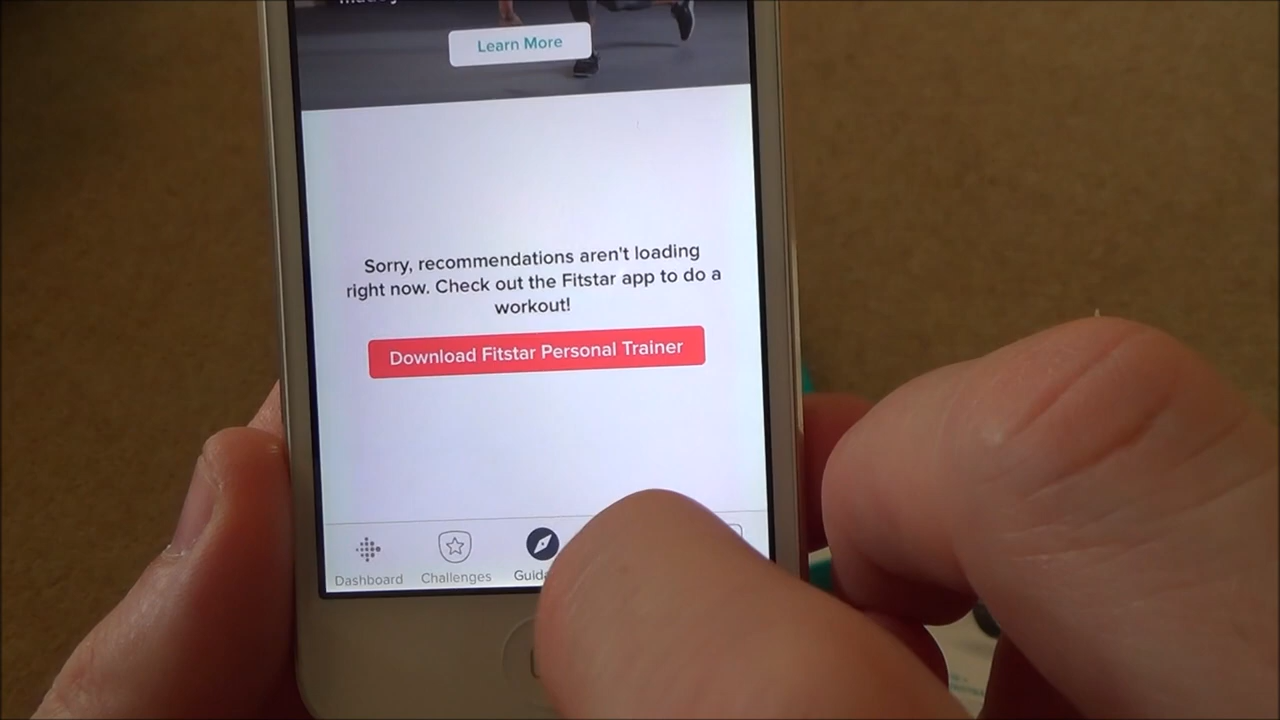 Learn More
Sorry, recommendations aren't loading
right now. Check out the Fitstar app to do a
workout!
Download Fitstar Personal Trainer
Dashboard Challenges